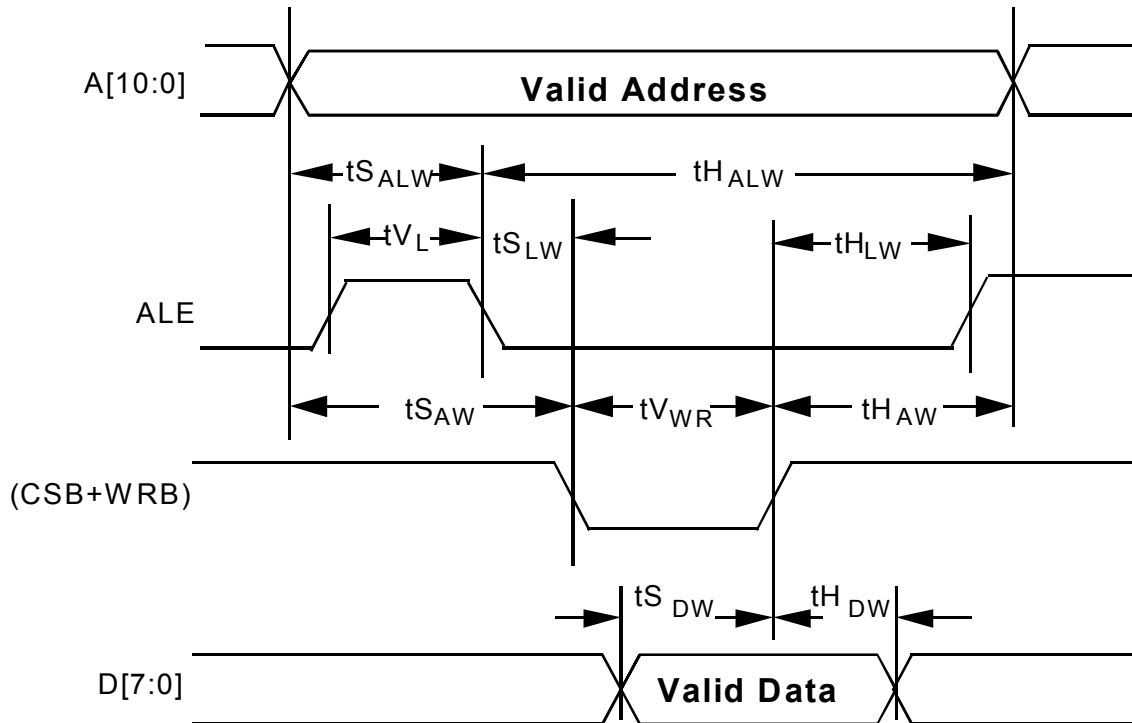 A[10:0]
Valid Address
tS ALW
tH ALW
tV L
tS LW
tH LW
ALE
tS AW
tV WR
tH AW
(CSB+WRB)
tS DW
tH DW
D[7:0]
Valid Data